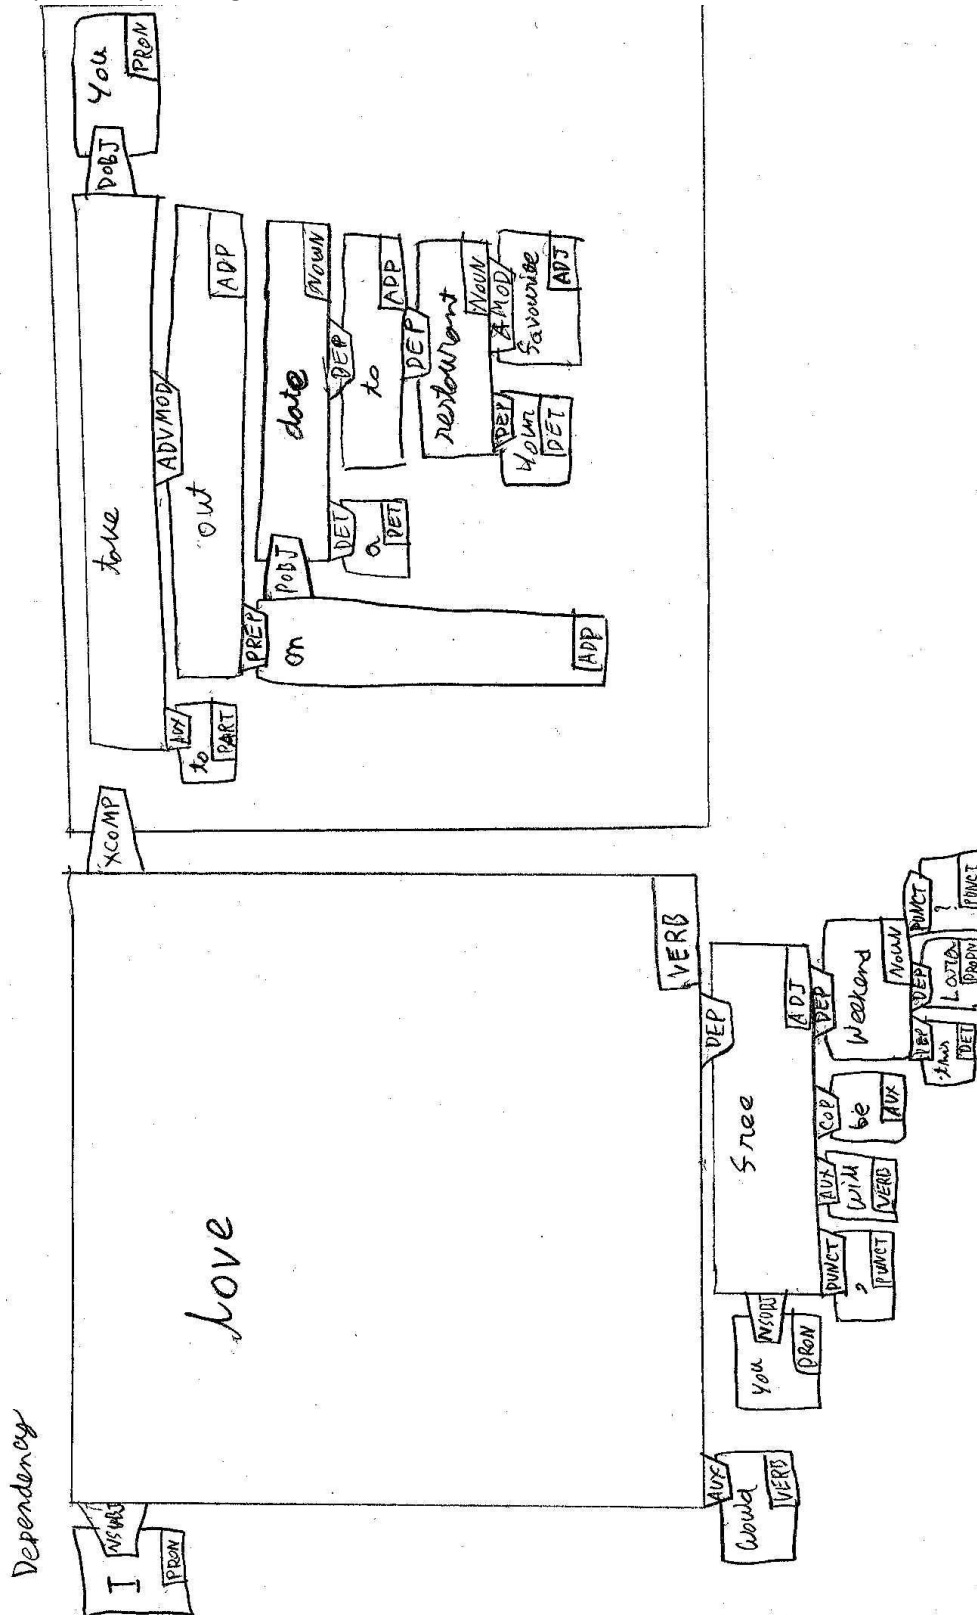 Dependency
I
PRON
NSUBJ
love
VERB
XCOMP
take
DOBJ
You
PRON
AUX
to
PART
ADVMOD
out
ADP
PREP
on
ADP
POBJ
date
NOUN
DET
a
DET
DEP
to
ADP
DEP
restourant
NOUN
DEP
Your
DET
AMOD
favourite
ADJ
AUX
Would
VERB
DEP
free
ADJ
NSUBJ
You
PRON
PUNCT
,
PUNCT
AUX
Will
VERB
COP
be
AUX
DEP
Weekend
NOUN
DEP
this
DET
DEP
Lara
PROPN
PUNCT
?
PUNCT